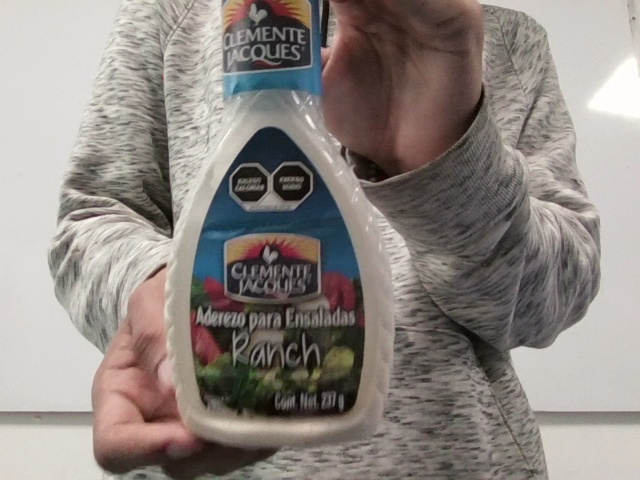 CLEMENTE
JACQUES
EXCESO CALORÍAS EXCESO SODIO
CLEMENTE
JACQUES
Aderezo para Ensaladas
Ranch
Cont. Net. 237 g